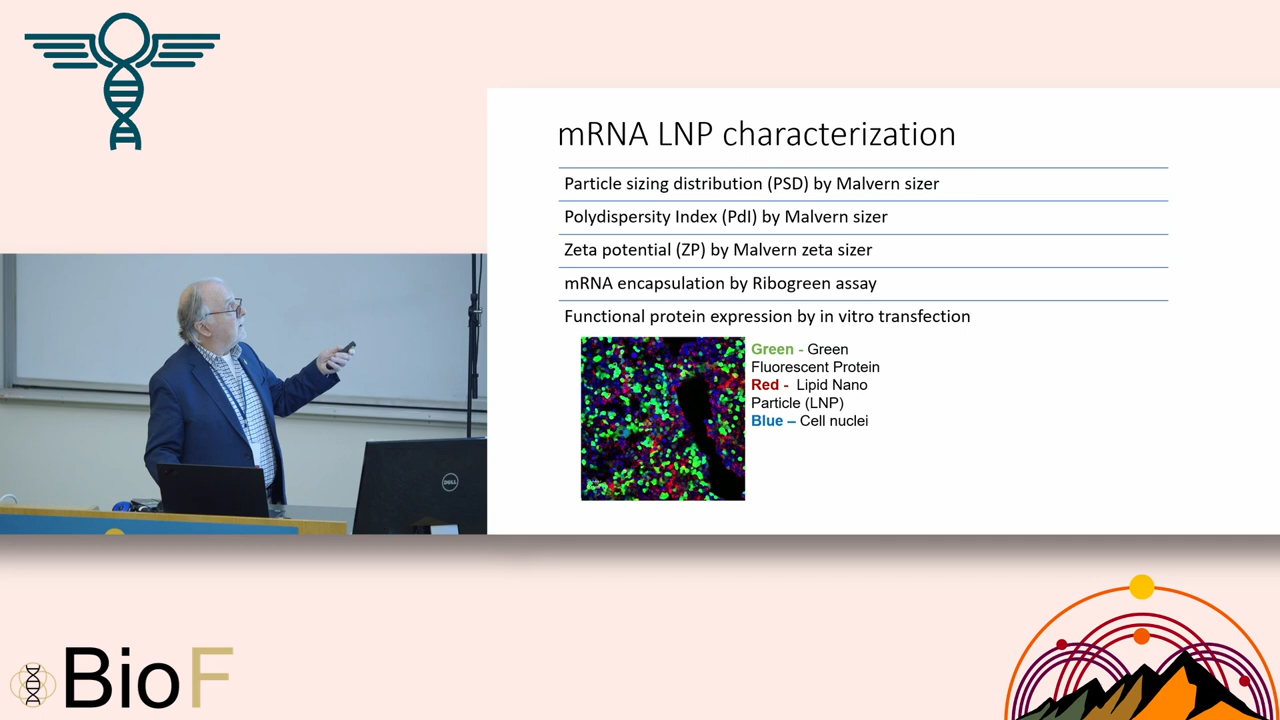 mRNA LNP characterization
Particle sizing distribution (PSD) by Malvern sizer
Polydispersity Index (PdI) by Malvern sizer
Zeta potential (ZP) by Malvern zeta sizer
mRNA encapsulation by Ribogreen assay
Functional protein expression by in vitro transfection
Green - Green
Fluorescent Protein
Red - Lipid Nano
Particle (LNP)
Blue – Cell nuclei
DELL
BioF